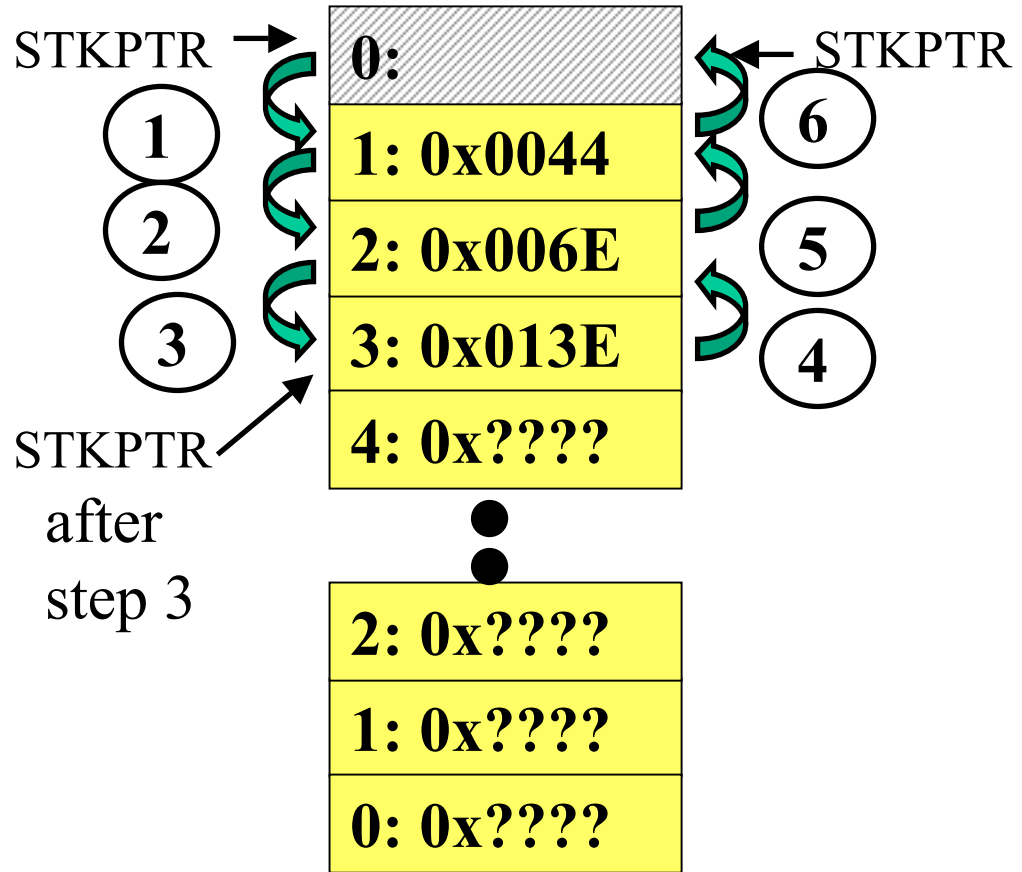 STKPTR
0:
STKPTR
1
1: 0x0044
6
2
2: 0x006E
5
3
3: 0x013E
4
STKPTR
after
step 3
4: 0x????
2: 0x????
1: 0x????
0: 0x????